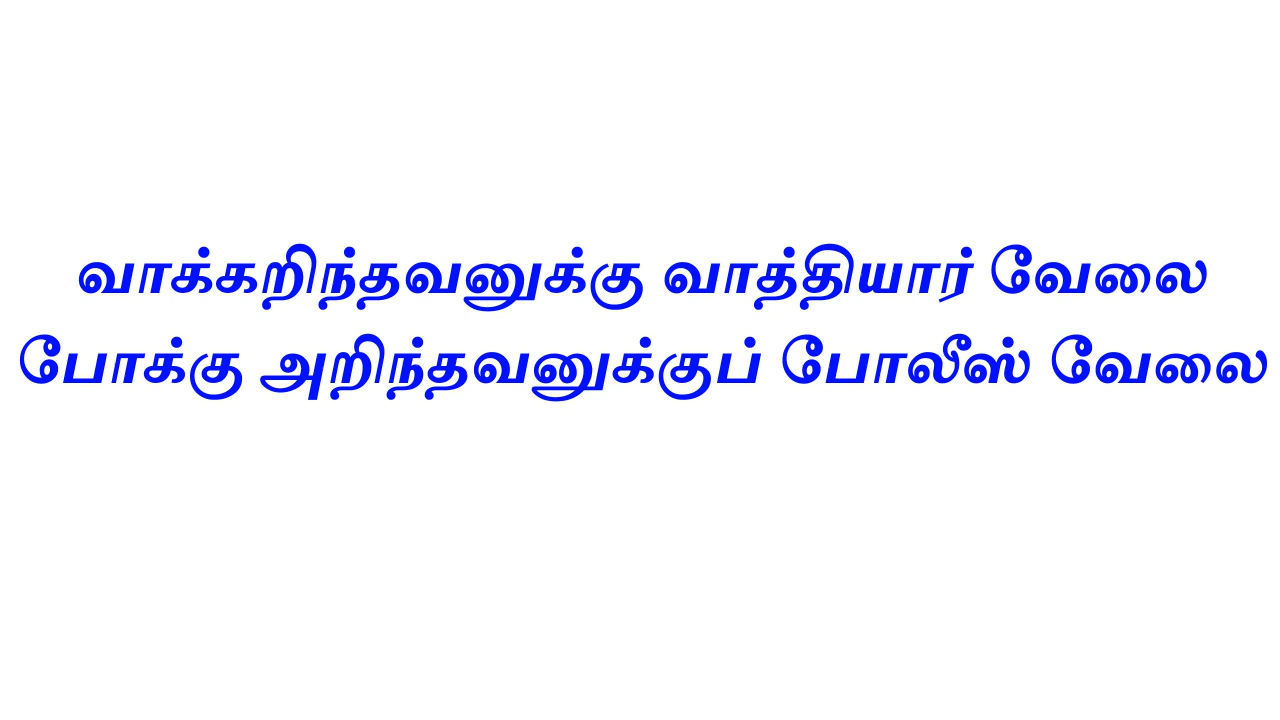 வாக்கறிந்தவனுக்கு வாத்தியார் வேலை
போக்கு அறிந்தவனுக்குப் போலீஸ் வேலை